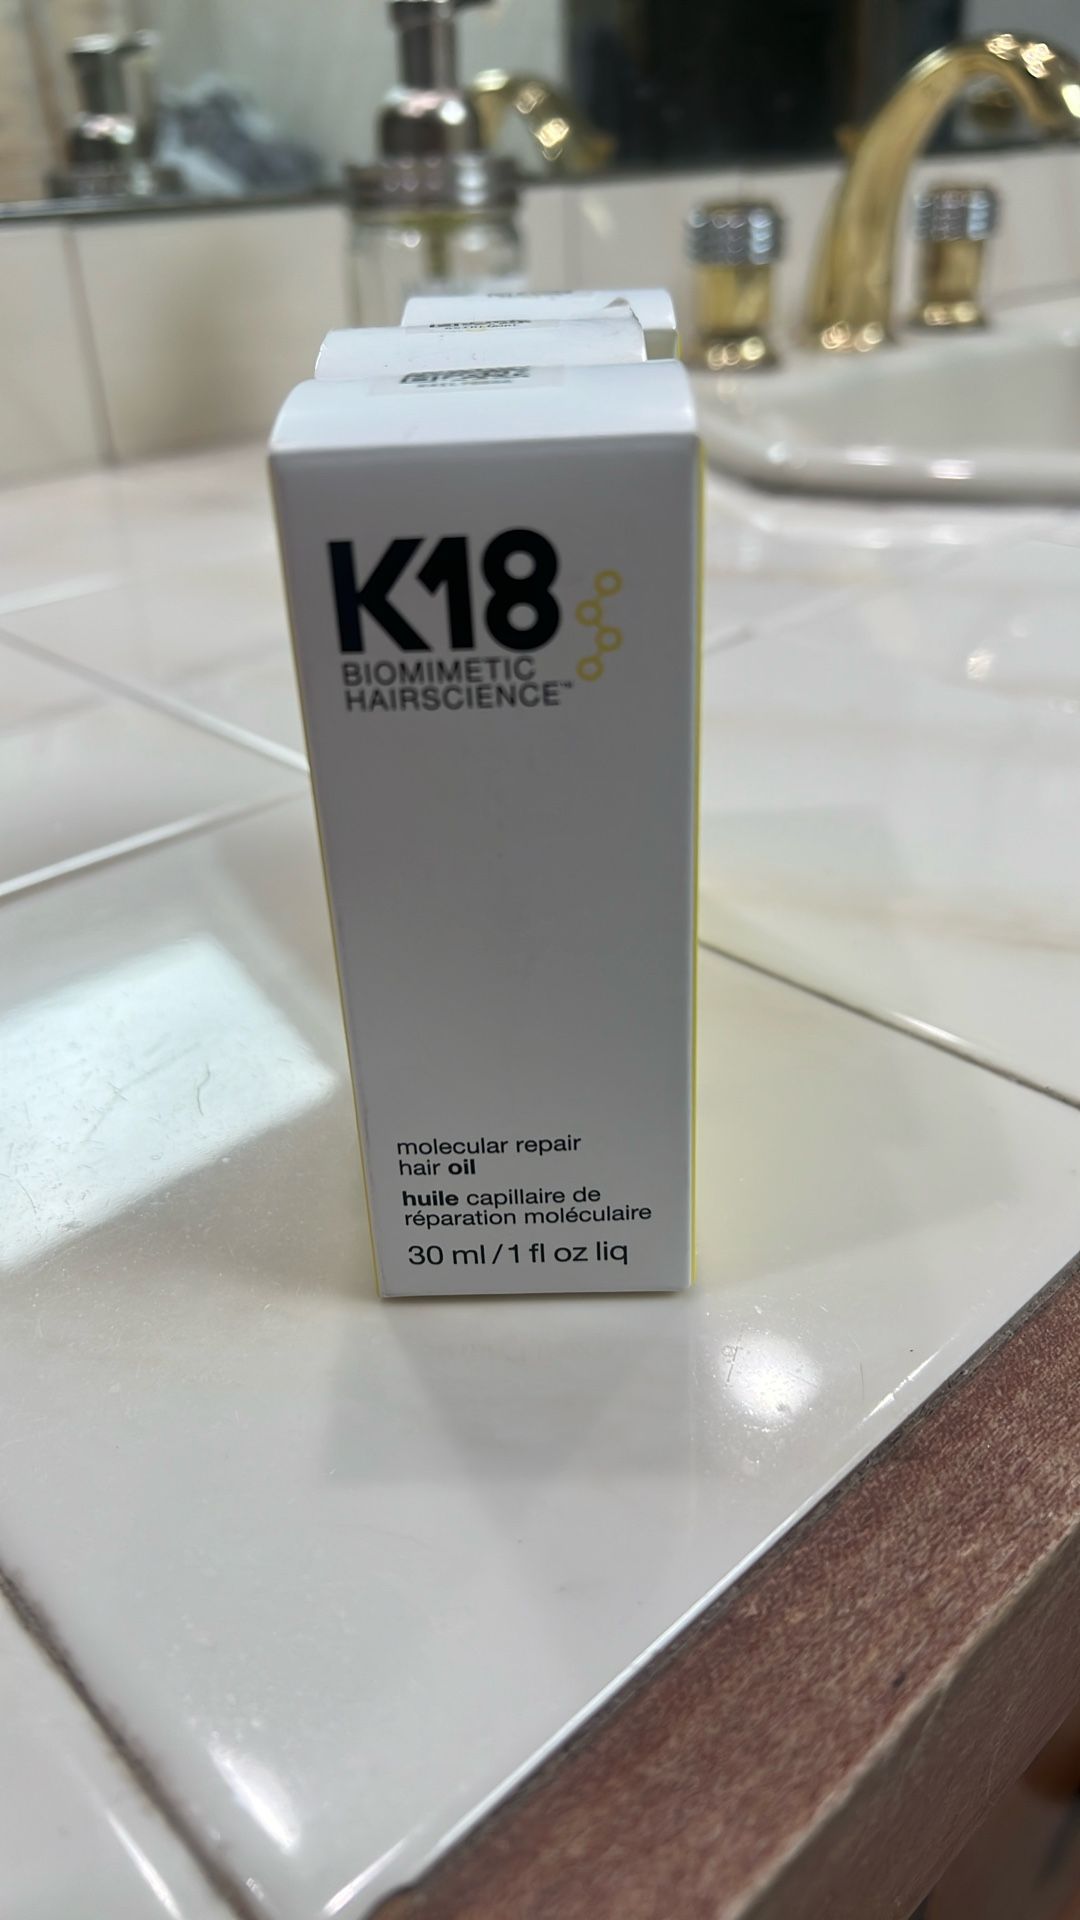 K18
BIOMIMETIC
HAIRSCIENCE™
molecular repair
hair oil
huile capillaire de
réparation moléculaire
30 ml / 1 fl oz liq